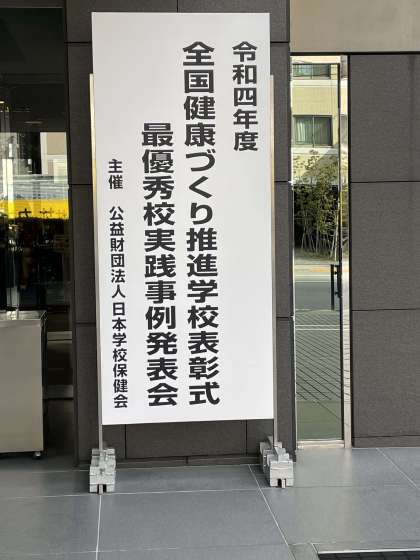 令和四年度
全国健康づくり推進学校表彰式
最優秀校実践事例発表会
主催　公益財団法人日本学校保健会